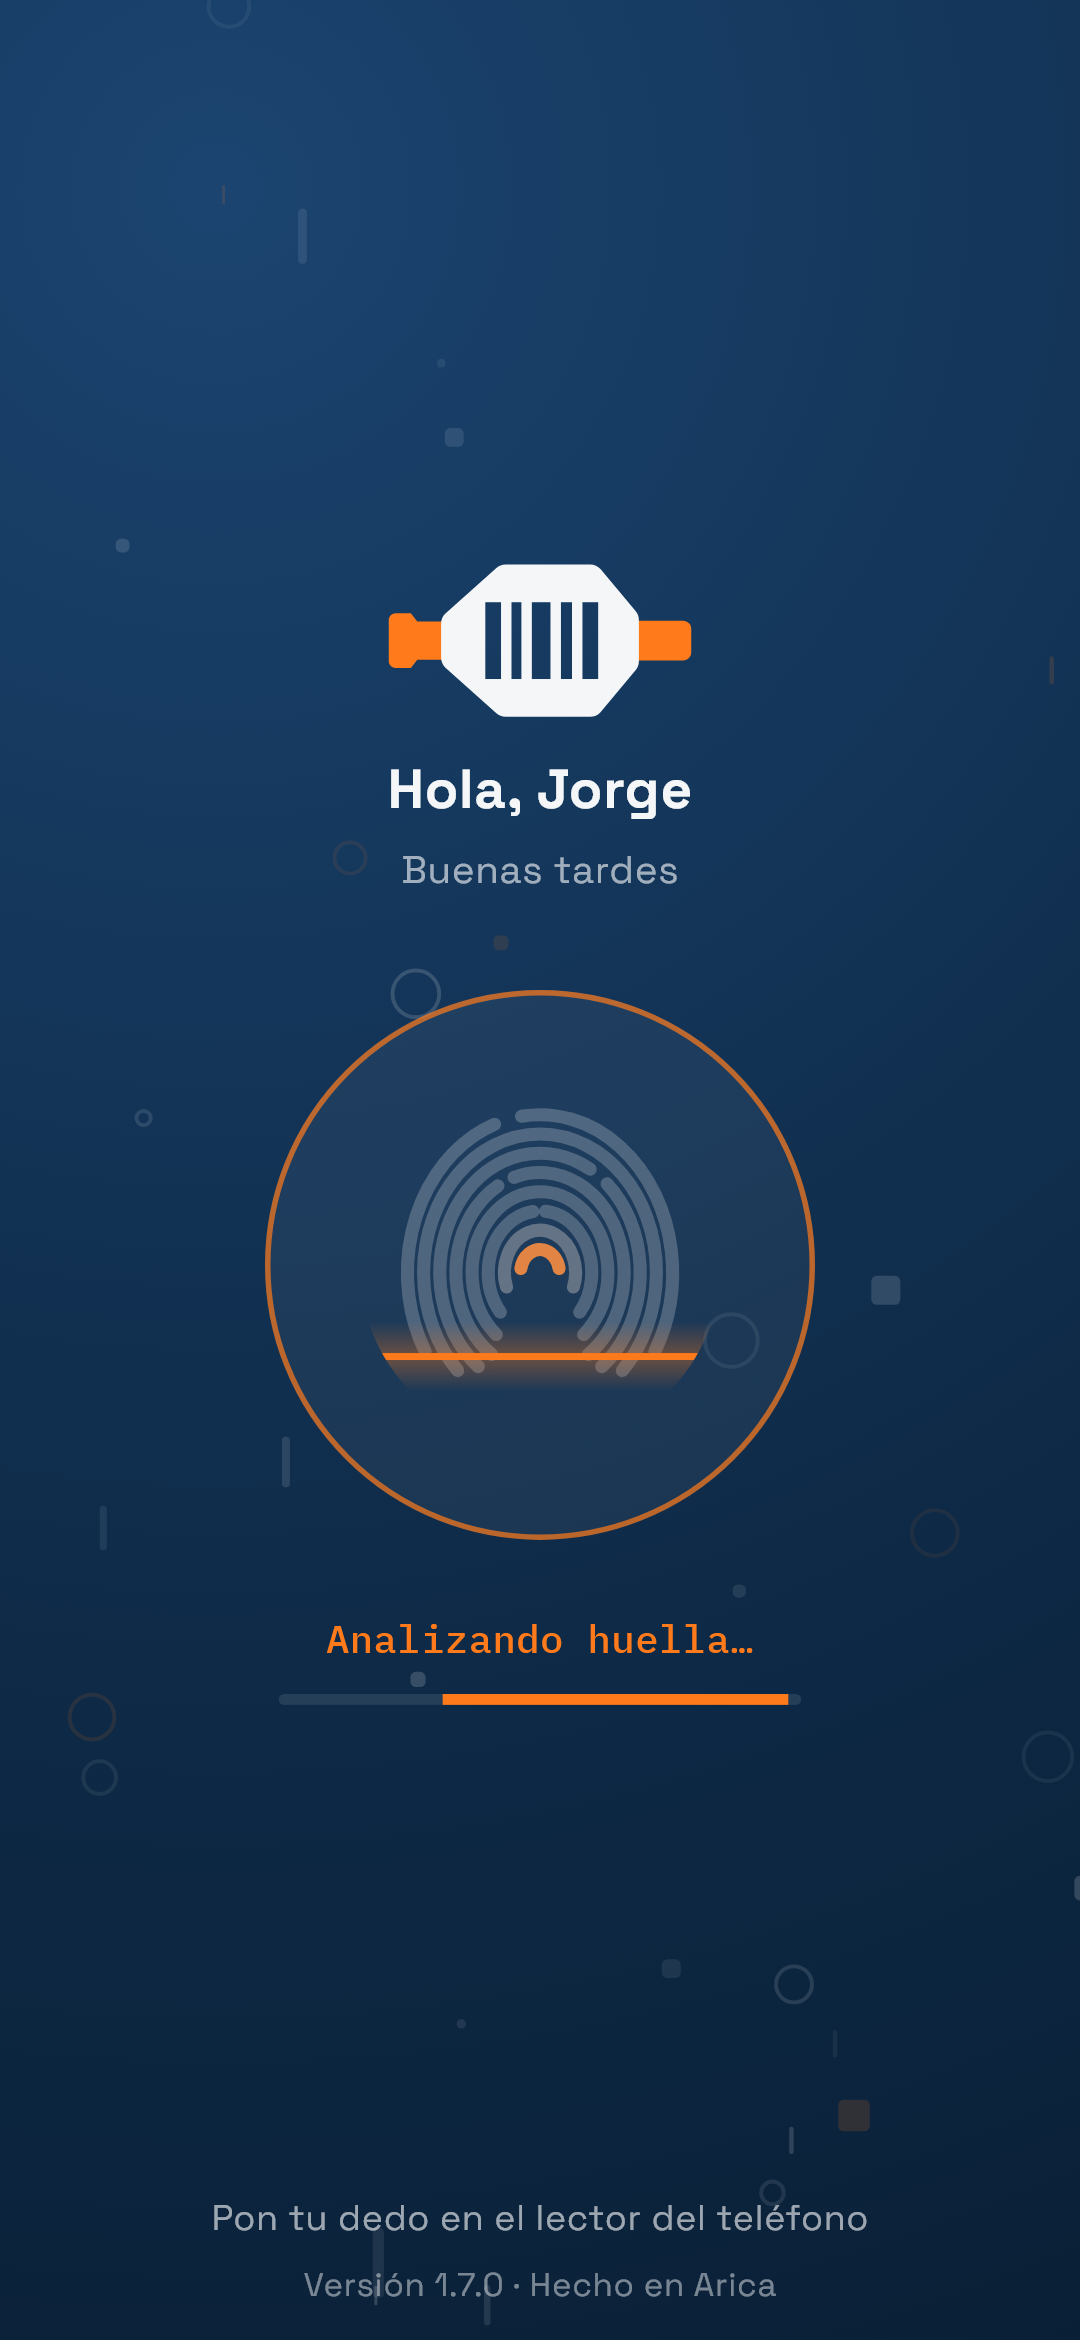 Hola, Jorge
Buenas tardes
Analizando huella…
Pon tu dedo en el lector del teléfono
Versión 1.7.0 · Hecho en Arica